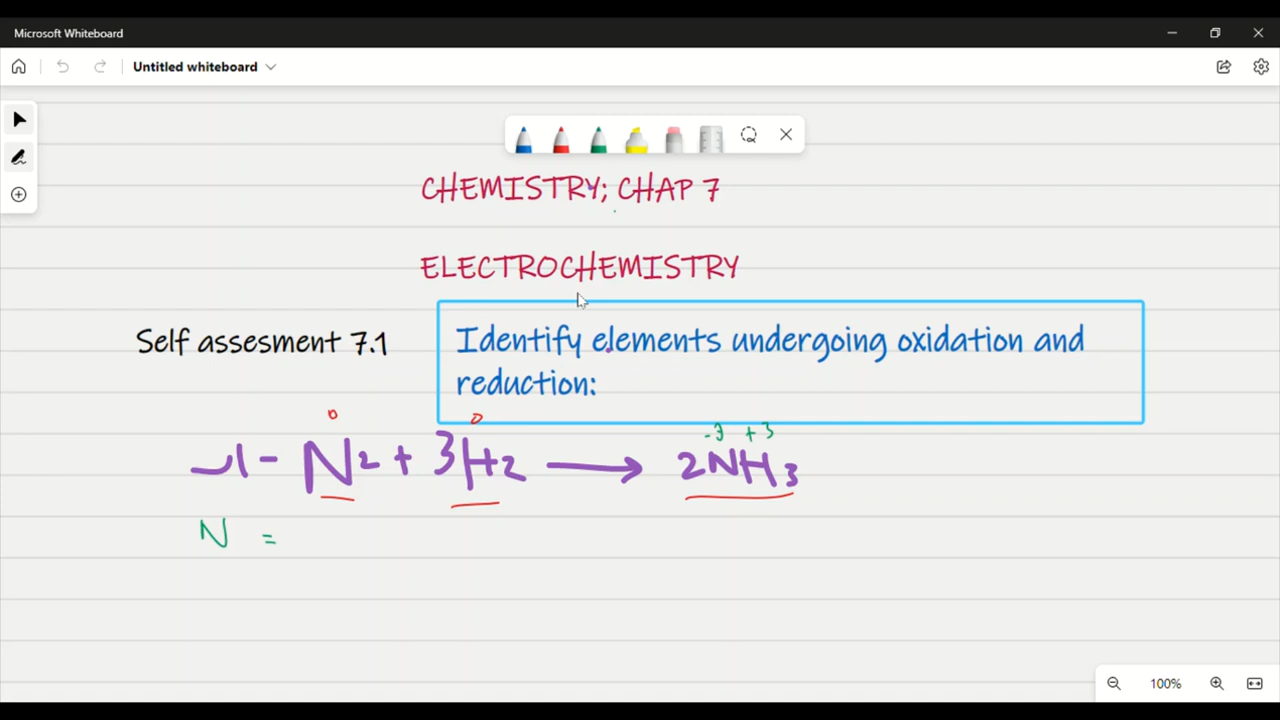 Microsoft Whiteboard
Untitled whiteboard
CHEMISTRY; CHAP 7
ELECTROCHEMISTRY
Self assesment 7.1
Identify elements undergoing oxidation and
reduction:
0 0 -3 +3
N2 + 3H2 ⟶ 2NH3
N =
100%